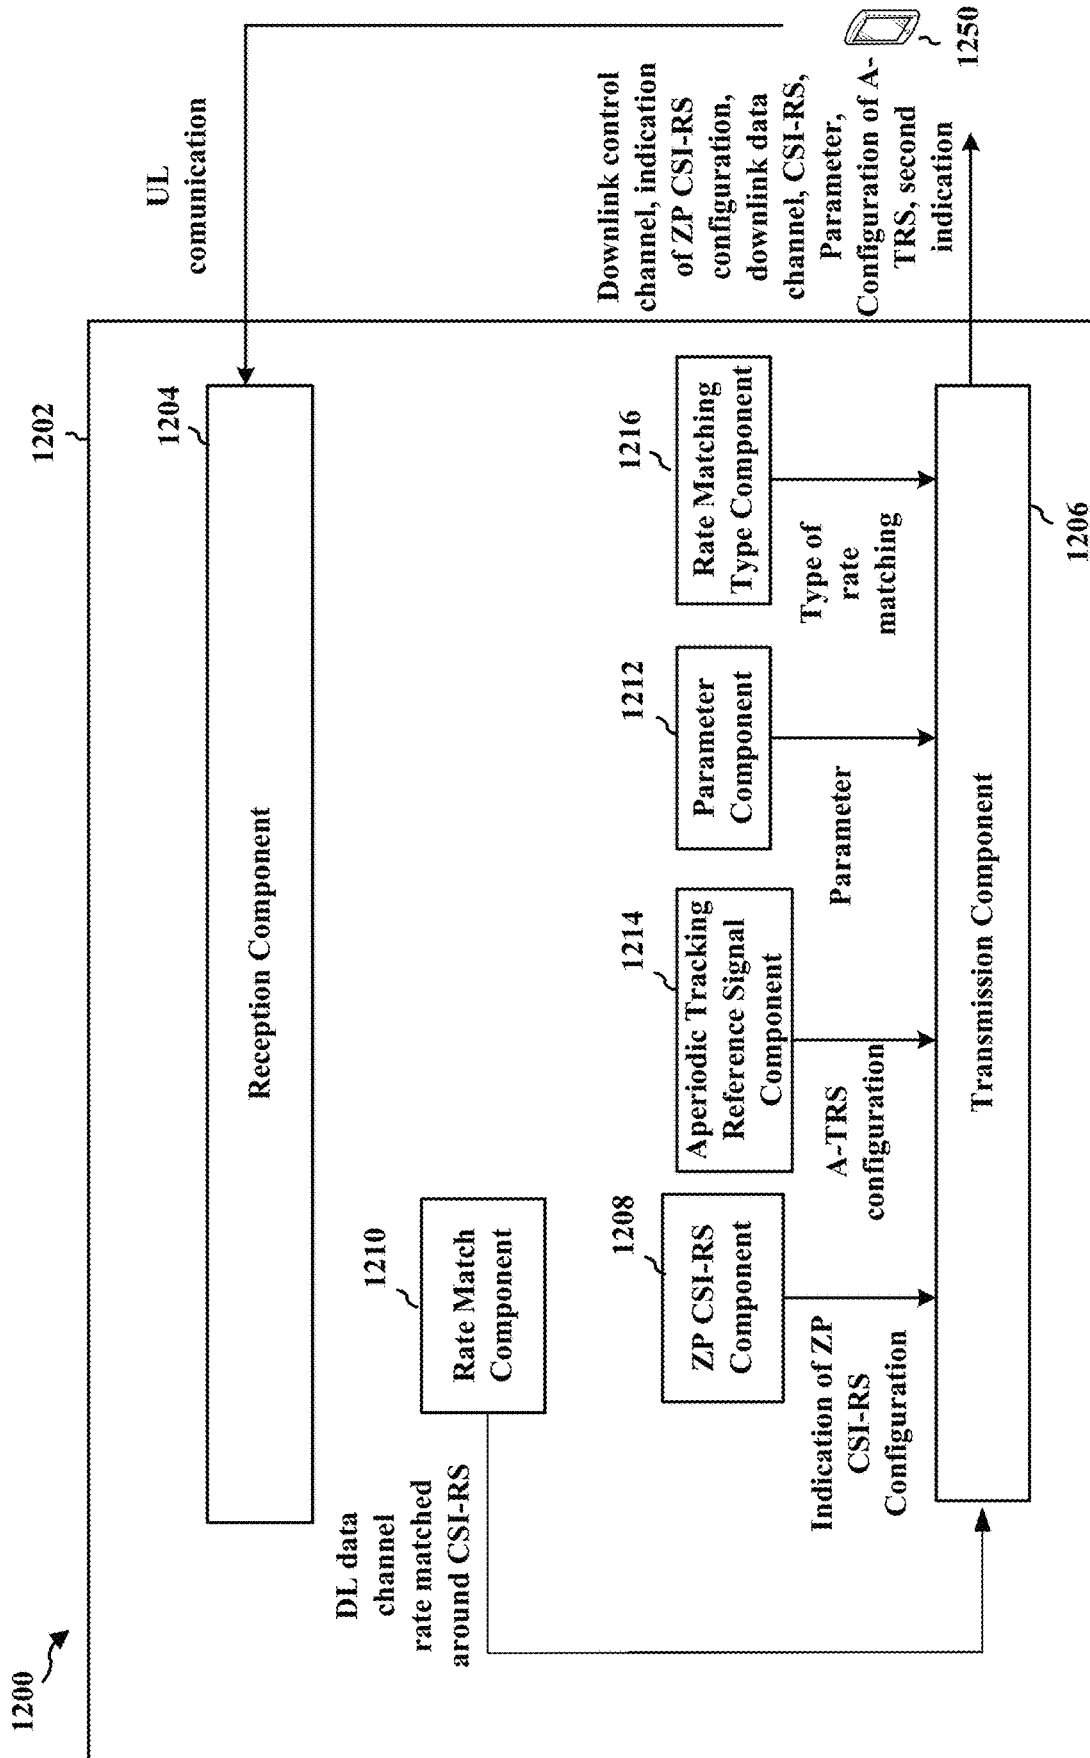 1200
1202
UL
comunication
1204
Reception Component
DL data
channel
rate matched
around CSI-RS
1210
Rate Match
Component
1208
ZP CSI-RS
Component
1214
Aperiodic Tracking
Reference Signal
Component
1212
Parameter
Component
1216
Rate Matching
Type Component
Indication of ZP
CSI-RS
Configuration
A-TRS
configuration
Parameter
Type of
rate
matching
Transmission Component
1206
Downlink control
channel, indication
of ZP CSI-RS
configuration,
downlink data
channel, CSI-RS,
Parameter,
Configuration of A-
TRS, second
indication
1250